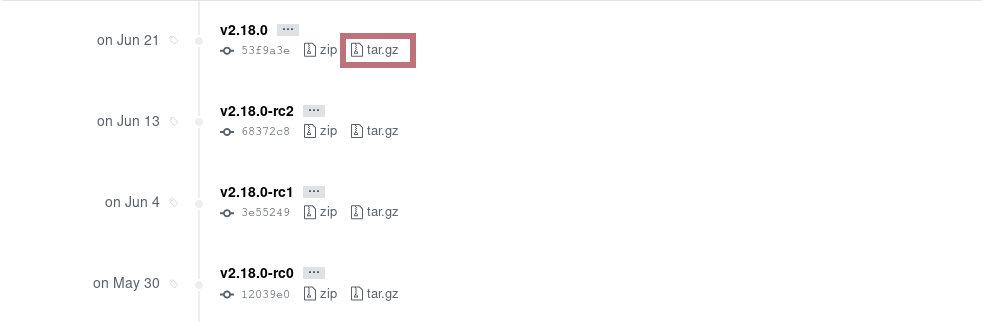 v2.18.0 ...
on Jun 21
53f9a3e zip tar.gz
v2.18.0-rc2 ...
on Jun 13
68372c8 zip tar.gz
v2.18.0-rc1 ...
on Jun 4
3e55249 zip tar.gz
v2.18.0-rc0 ...
on May 30
12039e0 zip tar.gz